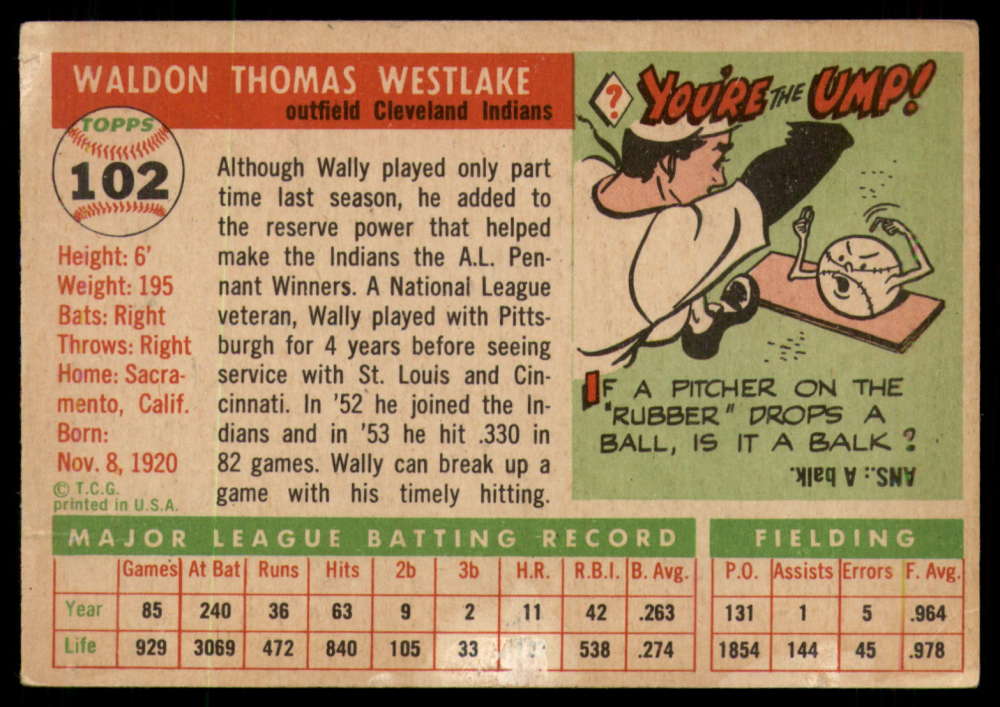 WALDON THOMAS WESTLAKE
outfield Cleveland Indians
TOPPS
102
Height: 6'
Weight: 195
Bats: Right
Throws: Right
Home: Sacra-
mento, Calif.
Born:
Nov. 8, 1920
© T.C.G.
printed in U.S.A.
Although Wally played only part
time last season, he added to
the reserve power that helped
make the Indians the A.L. Pen-
nant Winners. A National League
veteran, Wally played with Pitts-
burgh for 4 years before seeing
service with St. Louis and Cin-
cinnati. In '52 he joined the In-
dians and in '53 he hit .330 in
82 games. Wally can break up a
game with his timely hitting.
? YOU'RE THE UMP!
IF A PITCHER ON THE
"RUBBER" DROPS A
BALL, IS IT A BALK?
ANS.: A balk.
MAJOR LEAGUE BATTING RECORD
Games At Bat Runs Hits 2b 3b H.R. R.B.I. B. Avg.
Year 85 240 36 63 9 2 11 42 .263
Life 929 3069 472 840 105 33 538 .274
FIELDING
P.O. Assists Errors F. Avg.
131 1 5 .964
1854 144 45 .978